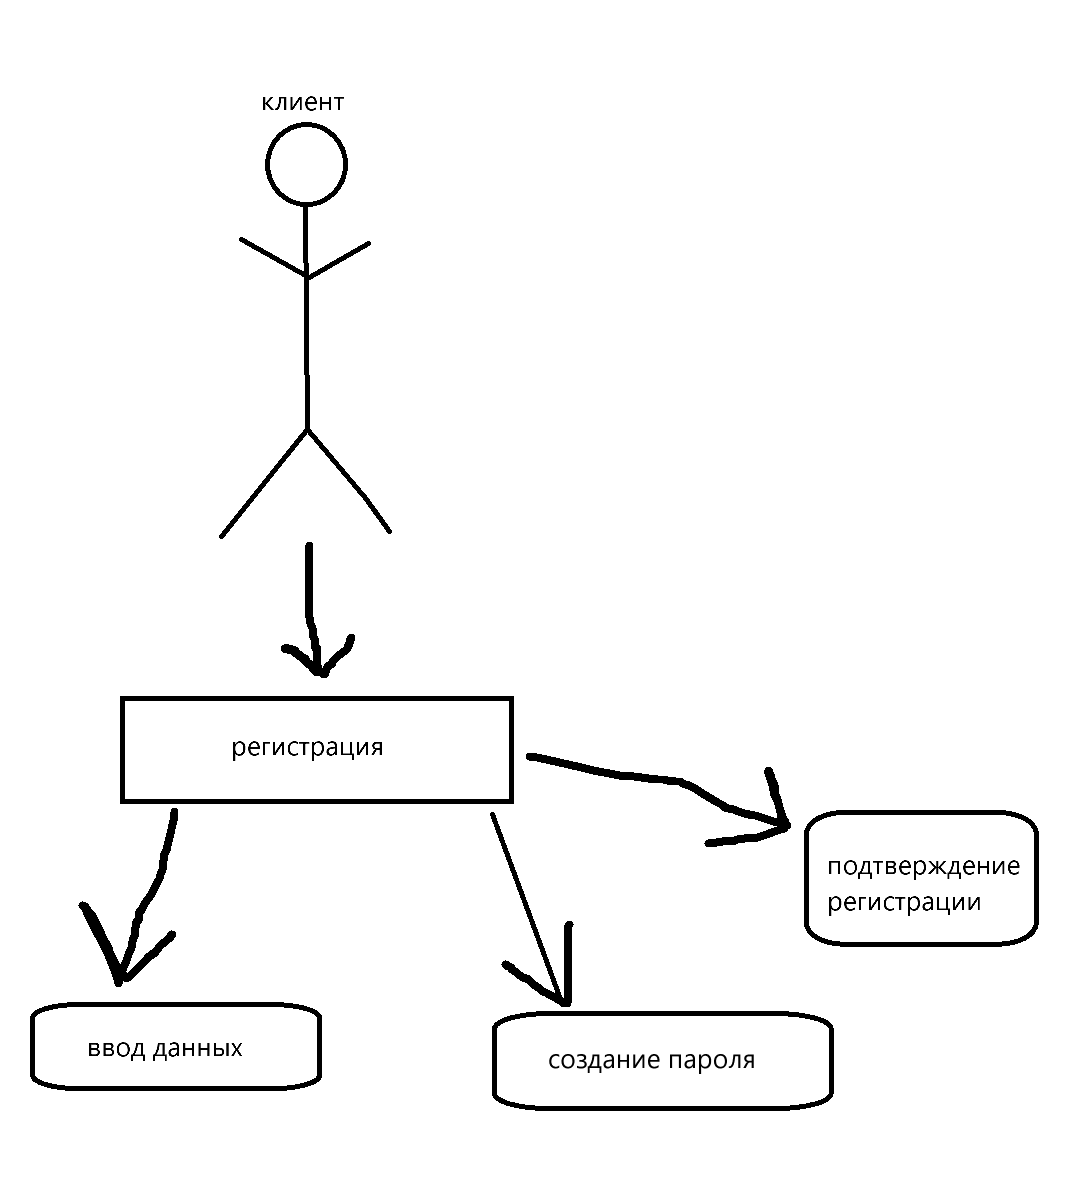 клиент
регистрация
подтверждение
регистрации
ввод данных
создание пароля